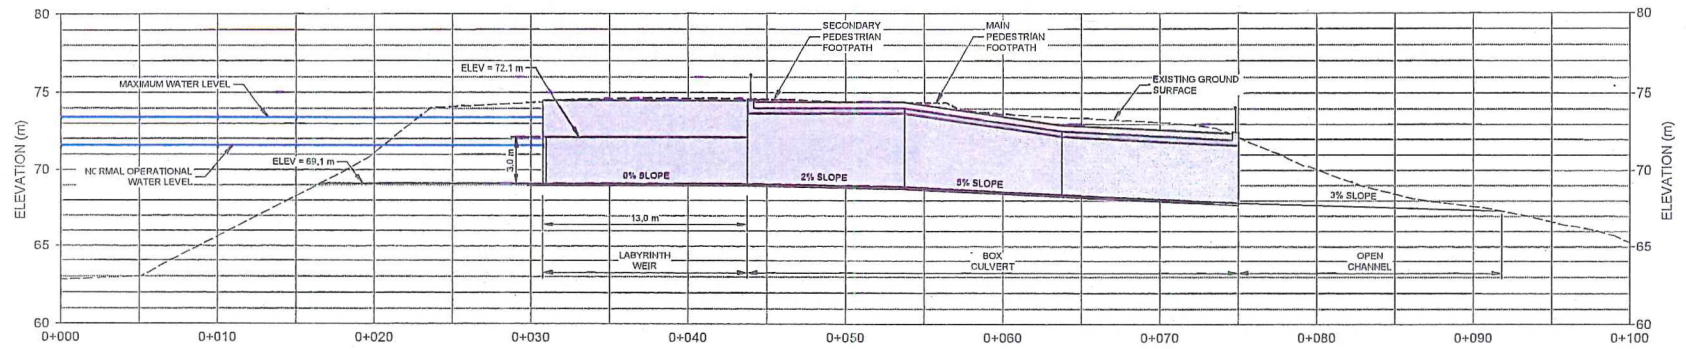 80
75
70
65
60
ELEVATION (m)
MAXIMUM WATER LEVEL
NORMAL OPERATIONAL
WATER LEVEL
ELEV = 69,1 m
ELEV = 72.1 m
3,0 m
0% SLOPE
13,0 m
LABYRINTH
WEIR
SECONDARY
PEDESTRIAN
FOOTPATH
MAIN
PEDESTRIAN
FOOTPATH
EXISTING GROUND
SURFACE
2% SLOPE
5% SLOPE
3% SLOPE
BOX
CULVERT
OPEN
CHANNEL
80
75
70
65
60
ELEVATION (m)
0+000
0+010
0+020
0+030
0+040
0+050
0+060
0+070
0+080
0+090
0+100